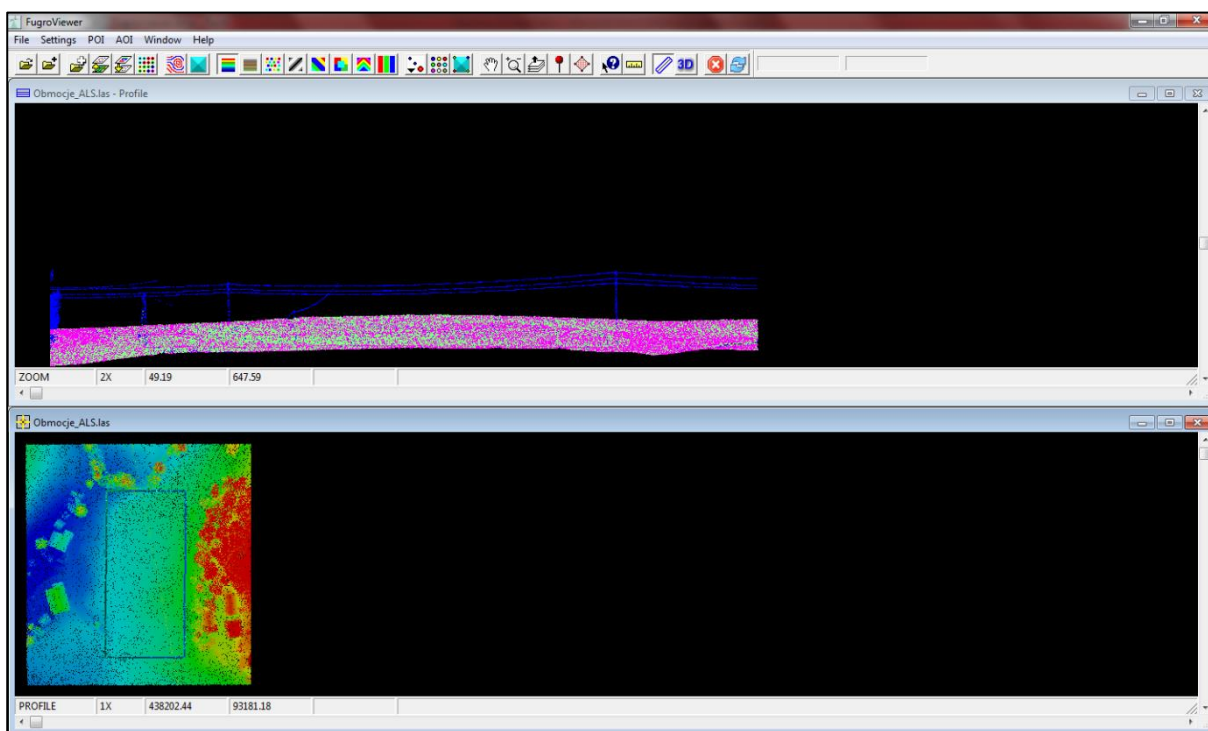 FugroViewer
File Settings POI AOI Window Help
3D
Obmocje_ALS.las - Profile
ZOOM 2X 49.19 647.59
Obmocje_ALS.las
PROFILE 1X 438202.44 93181.18